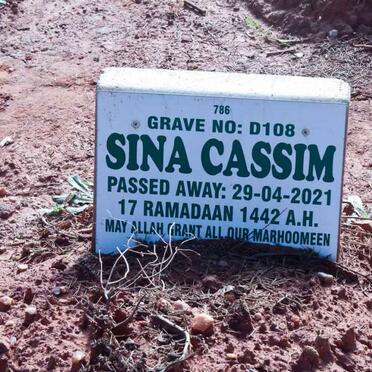 786
GRAVE NO: D108
SINA CASSIM
PASSED AWAY: 29-04-2021
17 RAMADAAN 1442 A.H.
MAY ALLAH GRANT ALL OUR MARHOOMEEN